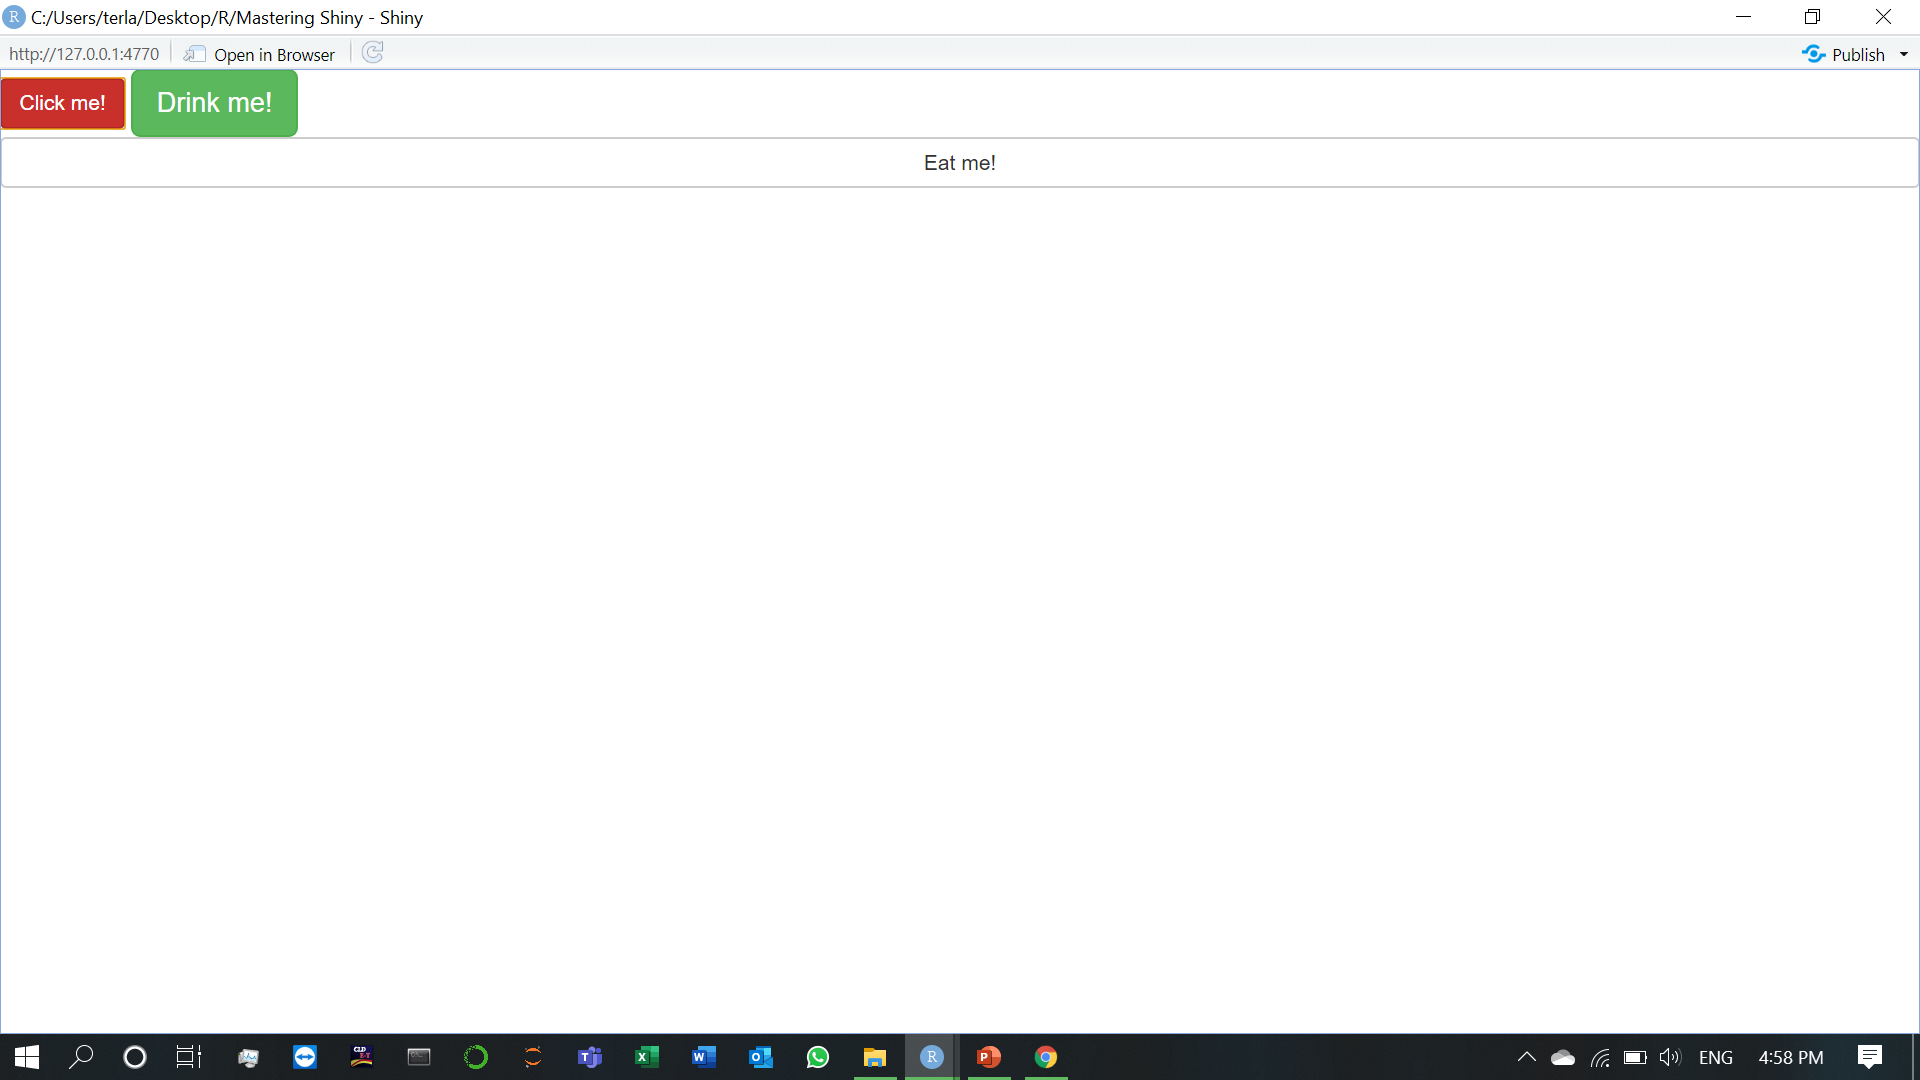 R C:/Users/terla/Desktop/R/Mastering Shiny - Shiny
http://127.0.0.1:4770 Open in Browser Publish
Click me! Drink me!
Eat me!
CLD E-T T X W O R P ENG 4:58 PM